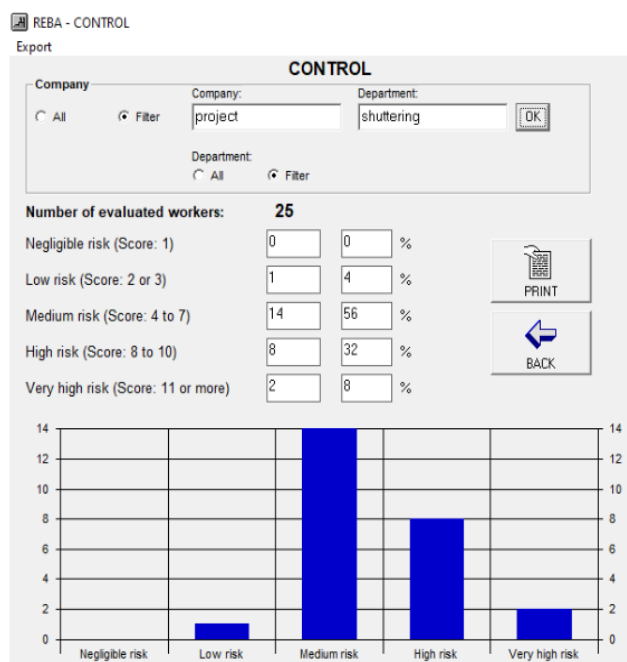 REBA - CONTROL
Export
CONTROL
Company
All Filter
Company:
project
Department:
shuttering
OK
Department:
All Filter
Number of evaluated workers: 25
Negligible risk (Score: 1) 0 0 %
Low risk (Score: 2 or 3) 1 4 %
Medium risk (Score: 4 to 7) 14 56 %
High risk (Score: 8 to 10) 8 32 %
Very high risk (Score: 11 or more) 2 8 %
PRINT
BACK
14 14
12 12
10 10
8 8
6 6
4 4
2 2
0 0
Negligible risk Low risk Medium risk High risk Very high risk